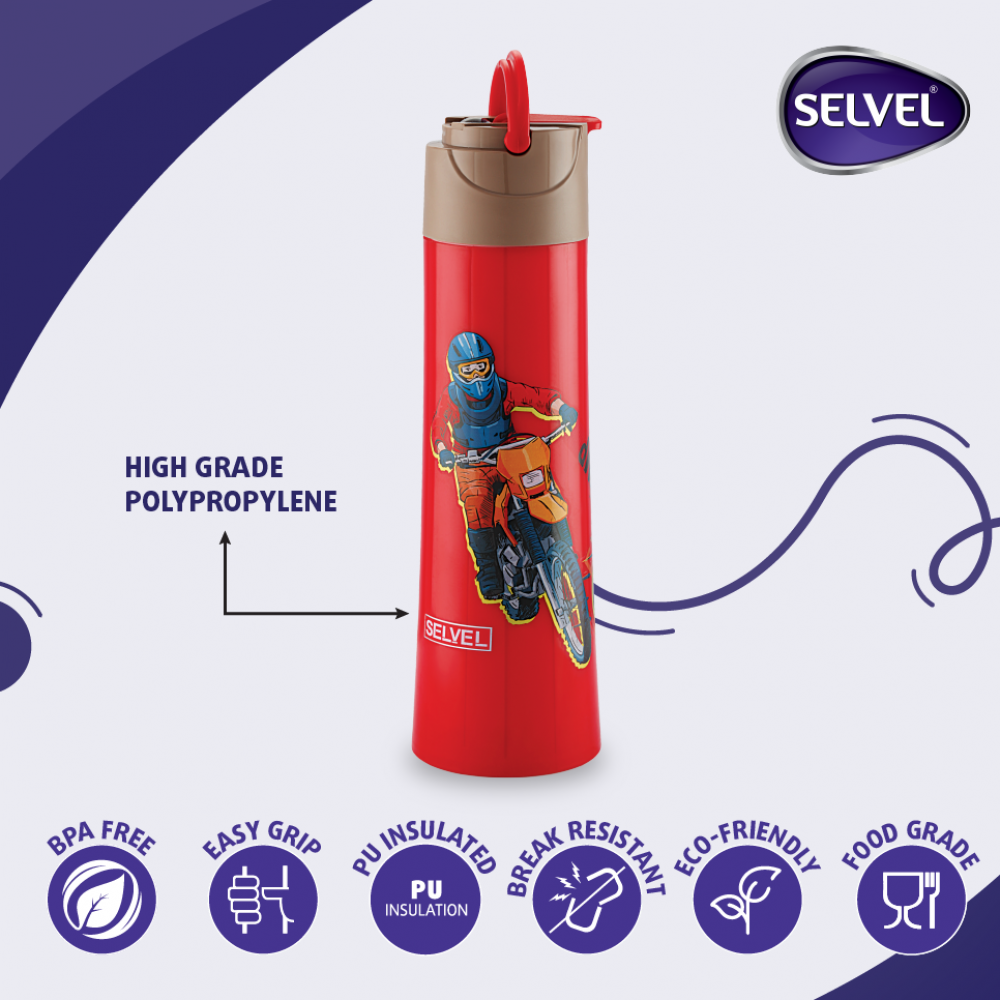 SELVEL®
HIGH GRADE
POLYPROPYLENE
SELVEL
BPA FREE
EASY GRIP
PU INSULATED
BREAK RESISTANT
ECO-FRIENDLY
FOOD GRADE
PU
INSULATION